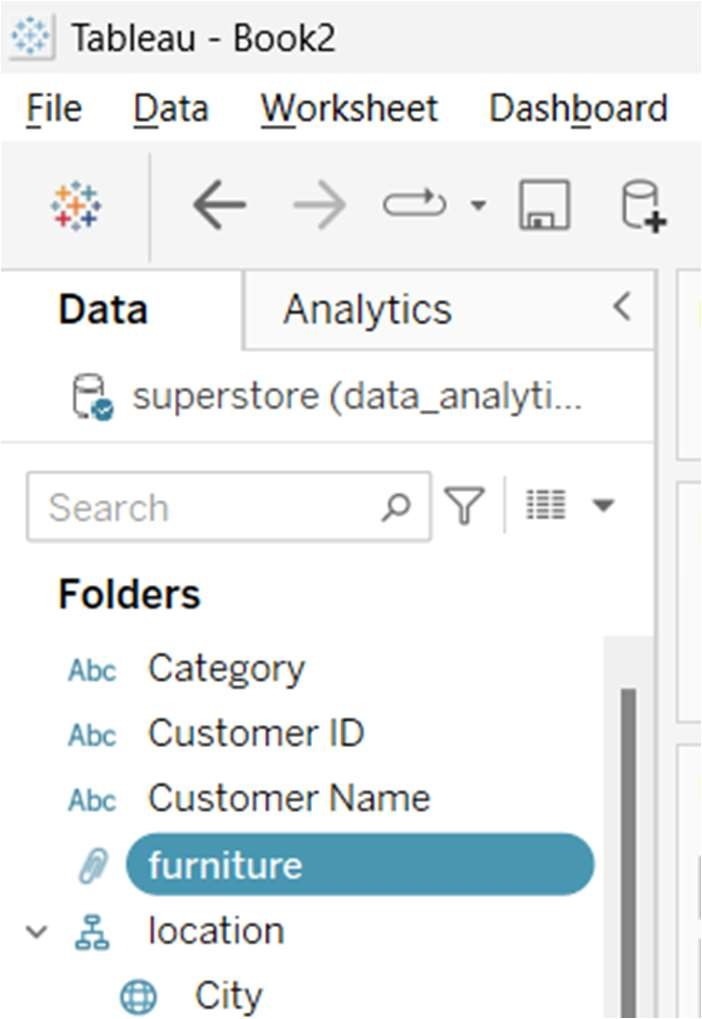 Tableau - Book2
File Data Worksheet Dashboard
Data Analytics
superstore (data_analyti...
Search
Folders
Abc Category
Abc Customer ID
Abc Customer Name
furniture
location
City